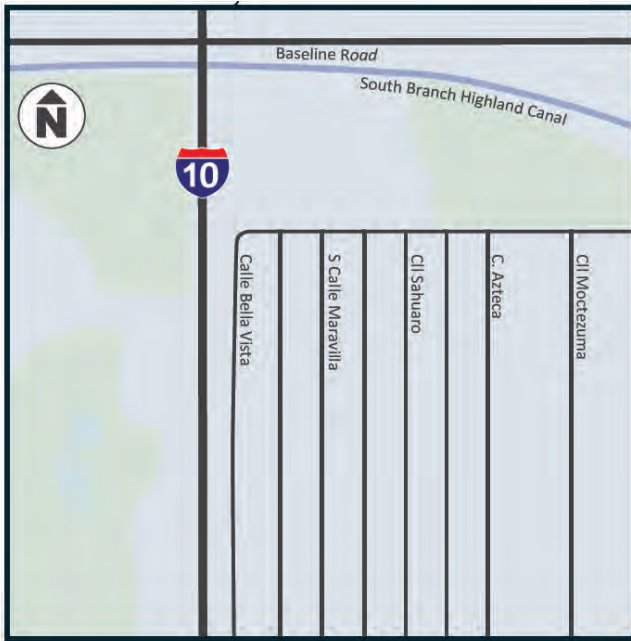 Baseline Road
South Branch Highland Canal
N
10
Calle Bella Vista
S Calle Maravilla
Cll Sahuaro
C. Azteca
Cll Moctezuma